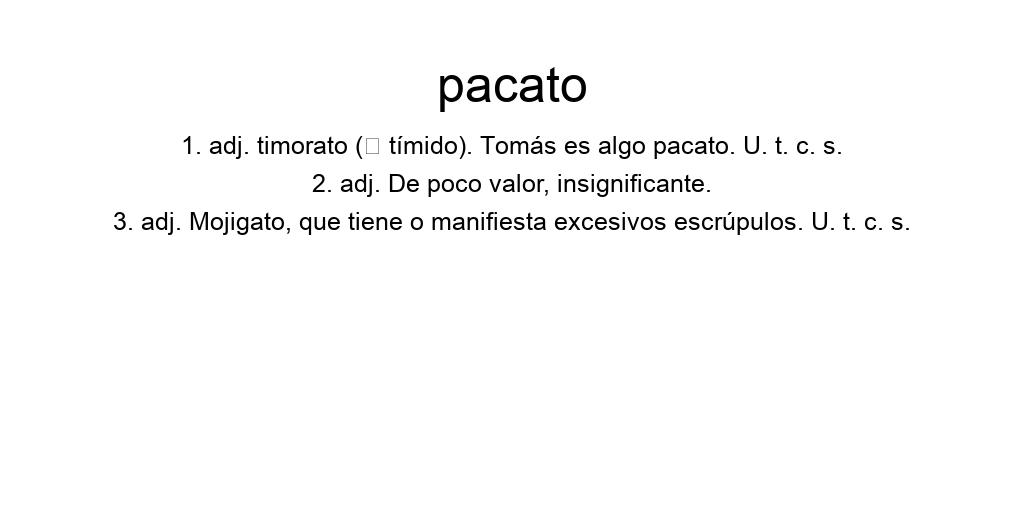 pacato
1. adj. timorato (□ tímido). Tomás es algo pacato. U. t. c. s.
2. adj. De poco valor, insignificante.
3. adj. Mojigato, que tiene o manifiesta excesivos escrúpulos. U. t. c. s.